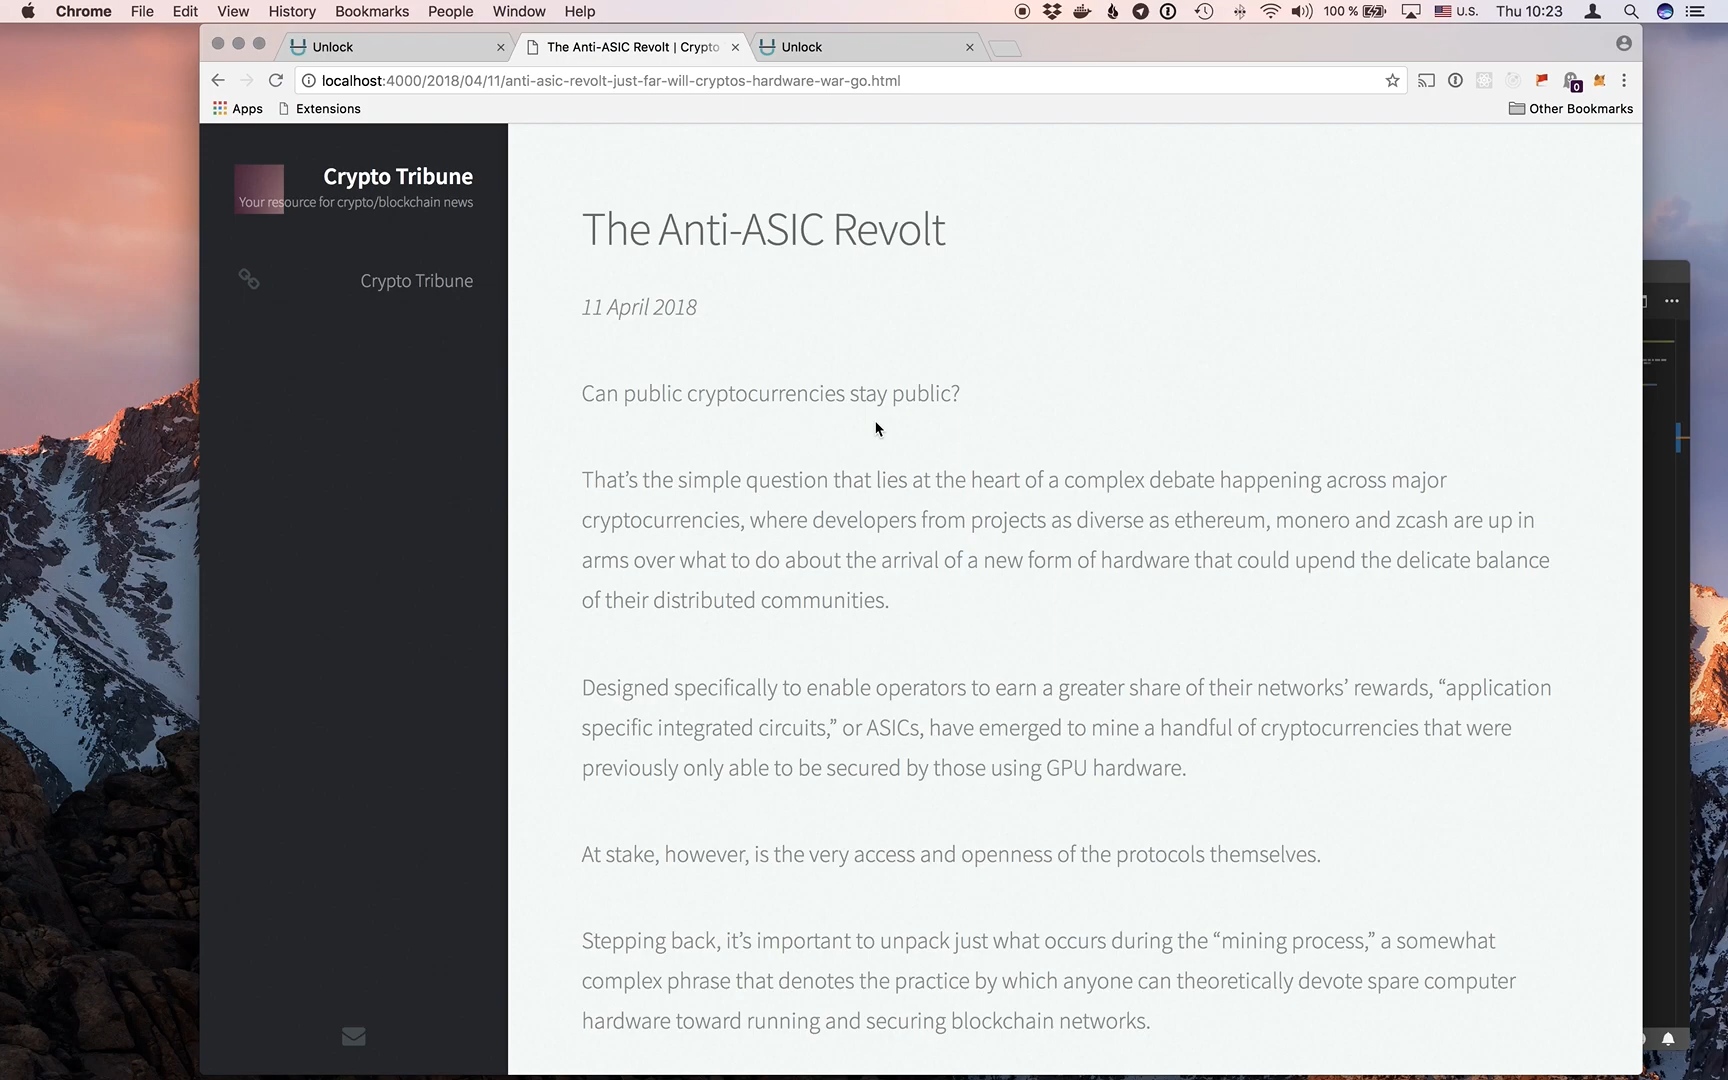 Chrome File Edit View History Bookmarks People Window Help 100 % U.S. Thu 10:23
Unlock The Anti-ASIC Revolt | Crypto Unlock
localhost:4000/2018/04/11/anti-asic-revolt-just-far-will-cryptos-hardware-war-go.html 0
Apps Extensions Other Bookmarks
Crypto Tribune
Your resource for crypto/blockchain news
Crypto Tribune
The Anti-ASIC Revolt
11 April 2018
Can public cryptocurrencies stay public?
That’s the simple question that lies at the heart of a complex debate happening across major
cryptocurrencies, where developers from projects as diverse as ethereum, monero and zcash are up in
arms over what to do about the arrival of a new form of hardware that could upend the delicate balance
of their distributed communities.
Designed specifically to enable operators to earn a greater share of their networks’ rewards, “application
specific integrated circuits,” or ASICs, have emerged to mine a handful of cryptocurrencies that were
previously only able to be secured by those using GPU hardware.
At stake, however, is the very access and openness of the protocols themselves.
Stepping back, it’s important to unpack just what occurs during the “mining process,” a somewhat
complex phrase that denotes the practice by which anyone can theoretically devote spare computer
hardware toward running and securing blockchain networks.